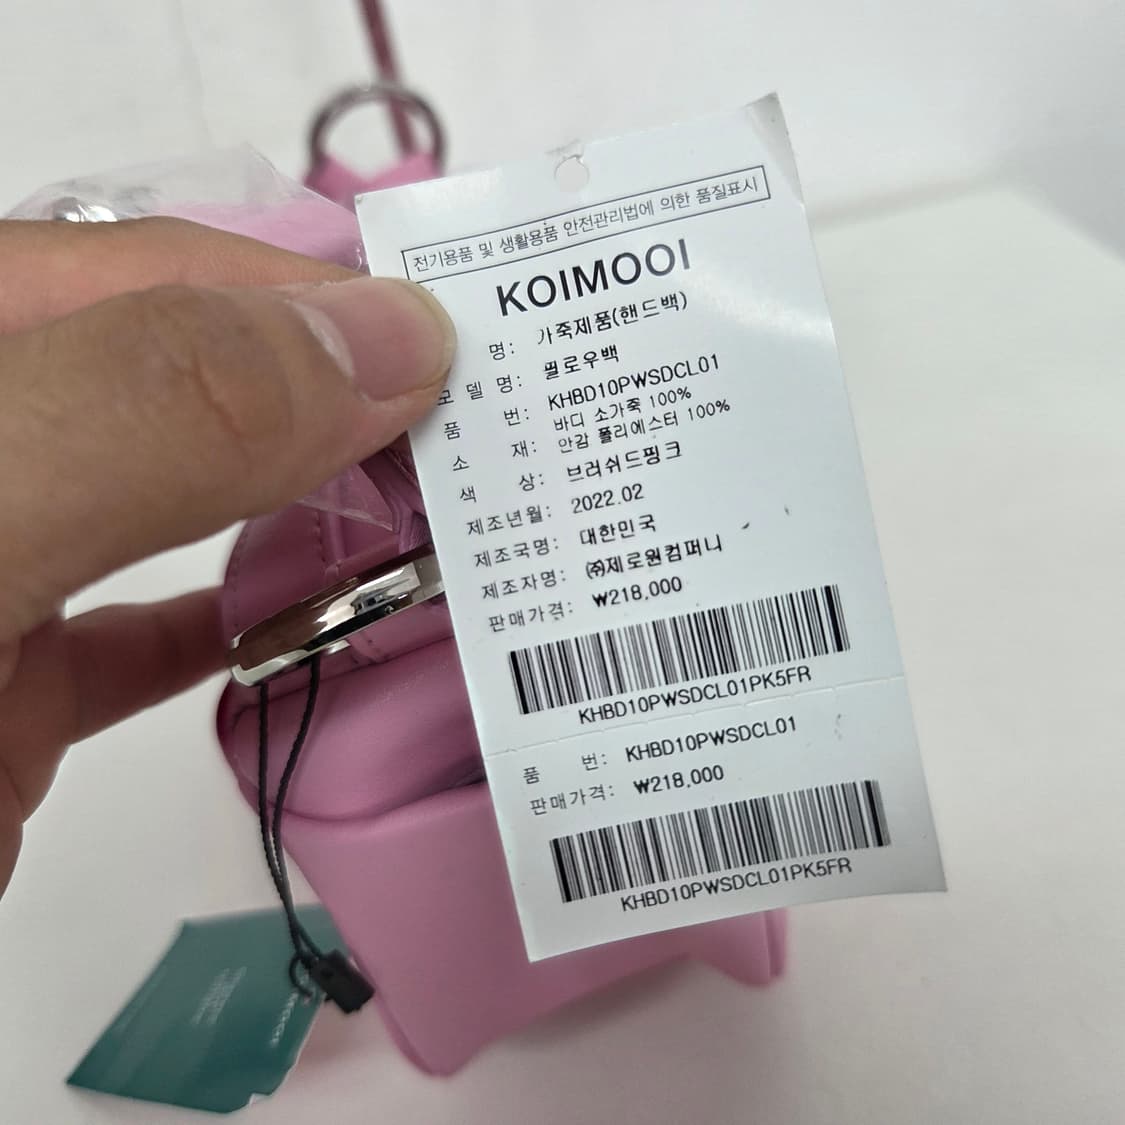 전기용품 및 생활용품 안전관리법에 의한 품질표시
KOIMOOI
명: 가죽제품(핸드백)
모 델 명: 필로우백
품 번: KHBD10PWSDCL01
소 재: 바디 소가죽 100%
안감 폴리에스터 100%
색 상: 브러쉬드핑크
제조년월: 2022.02
제조국명: 대한민국
제조자명: ㈜제로원컴퍼니
판매가격: ₩218,000
KHBD10PWSDCL01PK5FR
품 번: KHBD10PWSDCL01
판매가격: ₩218,000
KHBD10PWSDCL01PK5FR